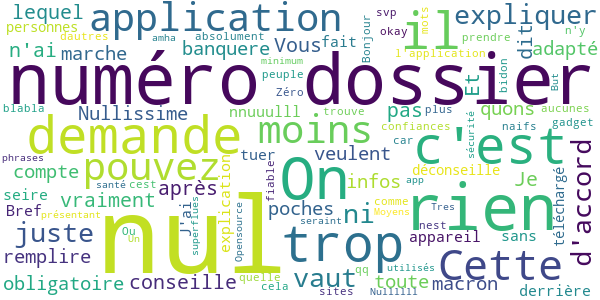 lequel
personnes
dautres
application
amha
absolument
svp
okay
mots
expliquer
n'ai
marche
banquere
Vous
fait
Bonjour
il
l'application
dit
n'y
prendre
adapté
numéro dossier
peuple
minimum
Zéro
Et
bidon
But
blabla
Nullissime
nnuuulll
trouve
pas
plus
quons
aucunes
demande
moins
confiances
car
sécurité
naifs
gadget
c'est
d'accord
phrases
pouvez
tuer
On
veulent
déconseille
compte
après
explication
fiable
infos
Je
téléchargé
santé
cest
app
seire
vraiment
J'ai
superflues
poches
ni
comme
Tres
rien
présentant
Bref
Ou
Un
nul
Opensource
seraint
trop
Moyens
nest
appareil
sans
juste
remplire
vaut
Cette
quelle
qq
utilisés
toute
macron
obligatoire
conseille
cela
sites
Nullllll
derrière